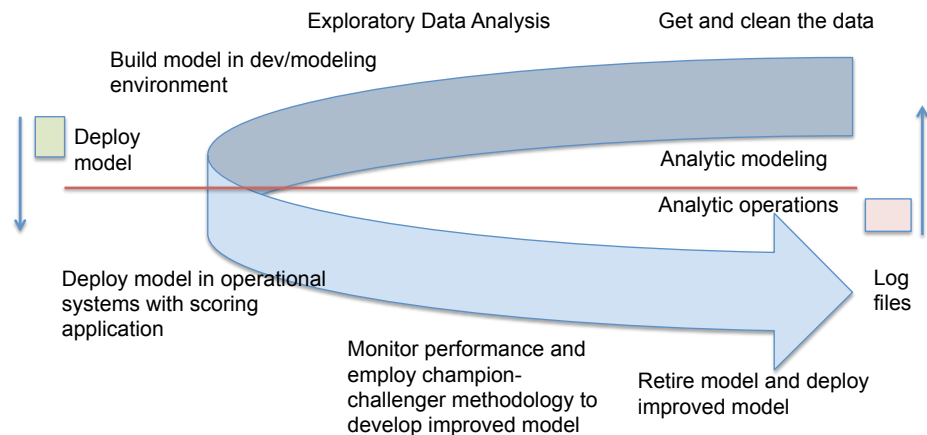 Exploratory Data Analysis
Get and clean the data
Build model in dev/modeling
environment
Deploy
model
Analytic modeling
Analytic operations
Deploy model in operational
systems with scoring
application
Log
files
Monitor performance and
employ champion-
challenger methodology to
develop improved model
Retire model and deploy
improved model